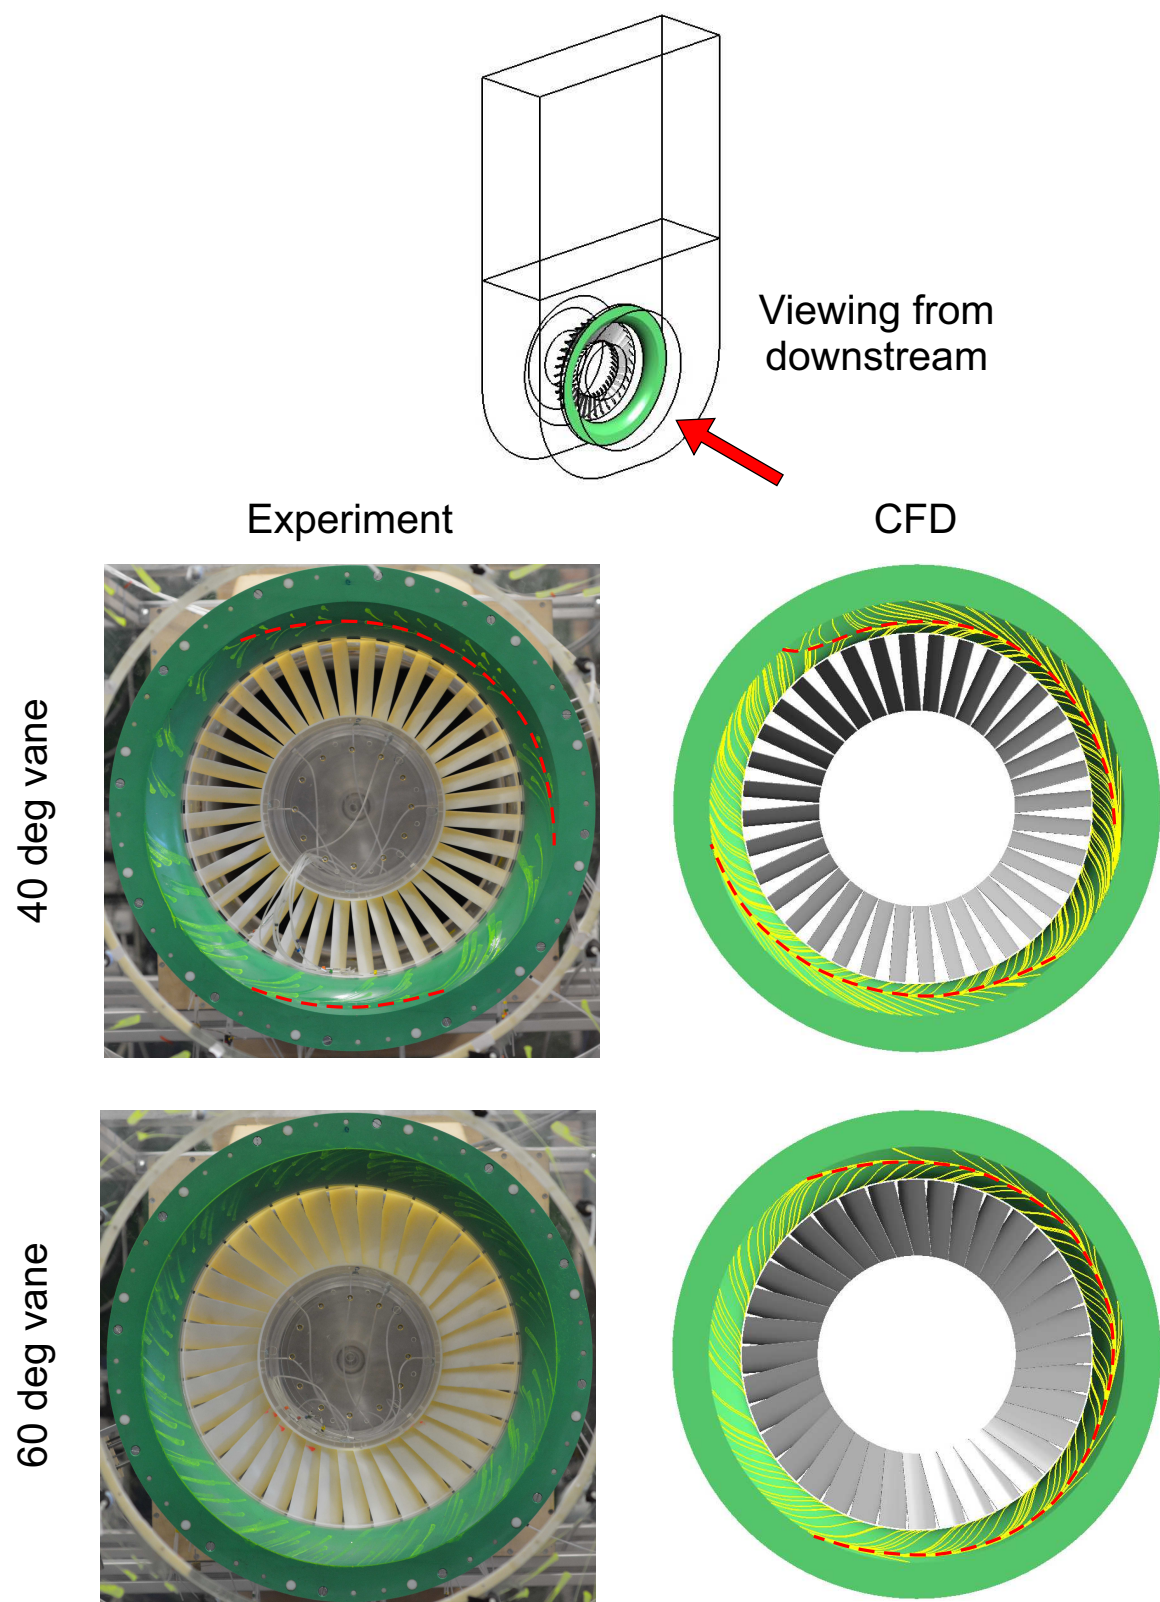 Viewing from
downstream
Experiment
CFD
40 deg vane
60 deg vane